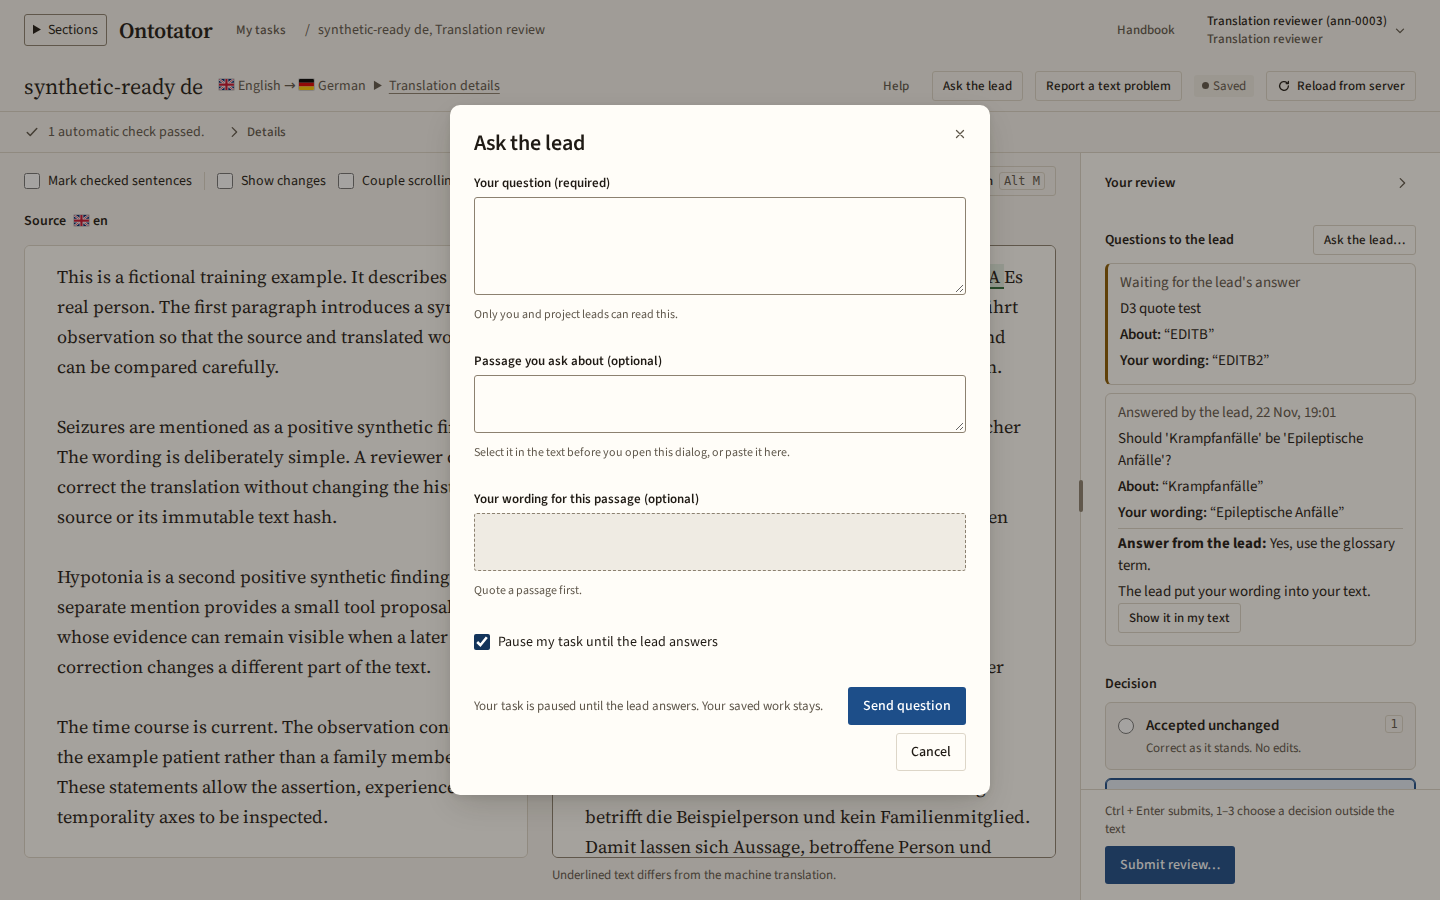 Sections
Ontotator
My tasks / synthetic-ready de, Translation review
Handbook
Translation reviewer (ann-0003)
Translation reviewer
synthetic-ready de
English → German
Translation details
Help
Ask the lead
Report a text problem
Saved
Reload from server
1 automatic check passed.
Details
Mark checked sentences
Show changes
Couple scrollin
Alt M
Source en
This is a fictional training example. It describes
real person. The first paragraph introduces a
observation so that the source and translated
can be compared carefully.
Seizures are mentioned as a positive synthetic
The wording is deliberately simple. A reviewer
correct the translation without changing the
source or its immutable text hash.
Hypotonia is a second positive synthetic finding
separate mention provides a small tool proposal
whose evidence can remain visible when a later
correction changes a different part of the text.
The time course is current. The observation
the example patient rather than a family
These statements allow the assertion,
temporality axes to be inspected.
A Es
betrifft die Beispielperson und kein Familienmitglied.
Damit lassen sich Aussage, betroffene Person und
Underlined text differs from the machine translation.
Ask the lead
Your question (required)
Only you and project leads can read this.
Passage you ask about (optional)
Select it in the text before you open this dialog, or paste it here.
Your wording for this passage (optional)
Quote a passage first.
Pause my task until the lead answers
Your task is paused until the lead answers. Your saved work stays.
Send question
Cancel
Your review
Questions to the lead
Ask the lead...
Waiting for the lead's answer
D3 quote test
About: “EDITB”
Your wording: “EDITB2”
Answered by the lead, 22 Nov, 19:01
Should 'Krampfanfälle' be 'Epileptische
Anfälle'?
About: “Krampfanfälle”
Your wording: “Epileptische Anfälle”
Answer from the lead: Yes, use the glossary
term.
The lead put your wording into your text.
Show it in my text
Decision
Accepted unchanged
1
Correct as it stands. No edits.
Ctrl + Enter submits, 1–3 choose a decision outside the
text
Submit review...